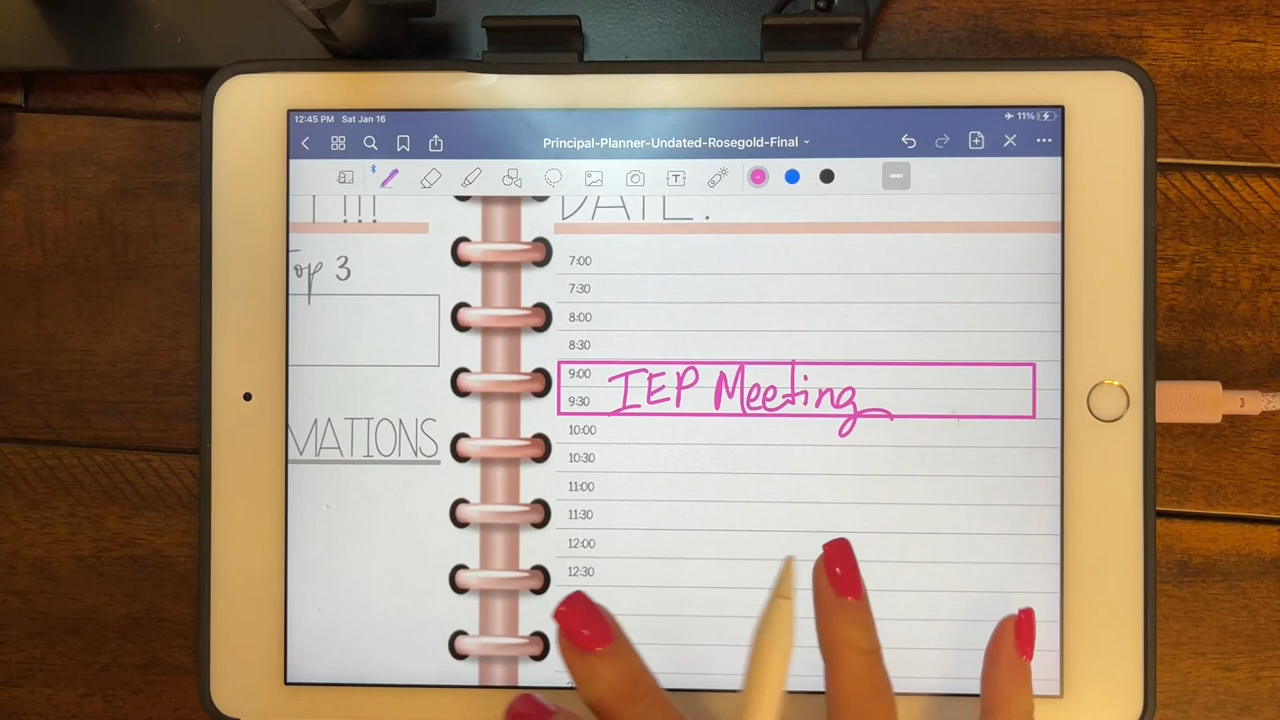 12:45 PM Sat Jan 16
11%
Principal-Planner-Undated-Rosegold-Final
!!!
DATE:
Top 3
7:00
7:30
8:00
8:30
9:00 IEP Meeting
9:30
MATIONS
10:00
10:30
11:00
11:30
12:00
12:30